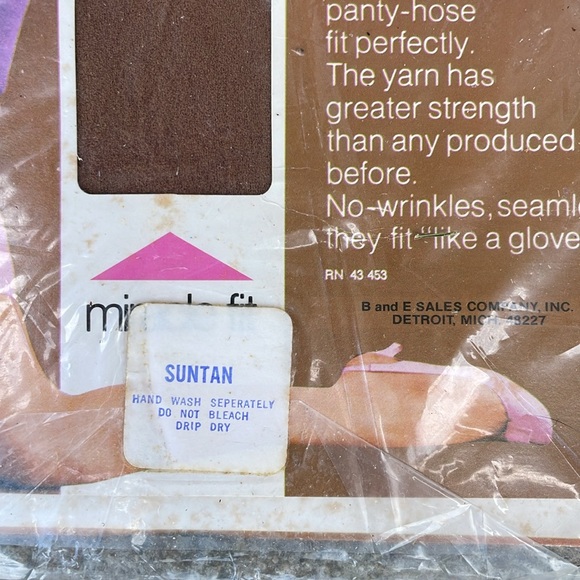 panty-hose
fit perfectly.
The yarn has
greater strength
than any produced
before.
No-wrinkles, seaml
they fit like a glove
RN 43 453
B and E SALES COMPANY, INC.
DETROIT, MICH. 48227
fit
SUNTAN
HAND WASH SEPERATELY
DO NOT BLEACH
DRIP DRY